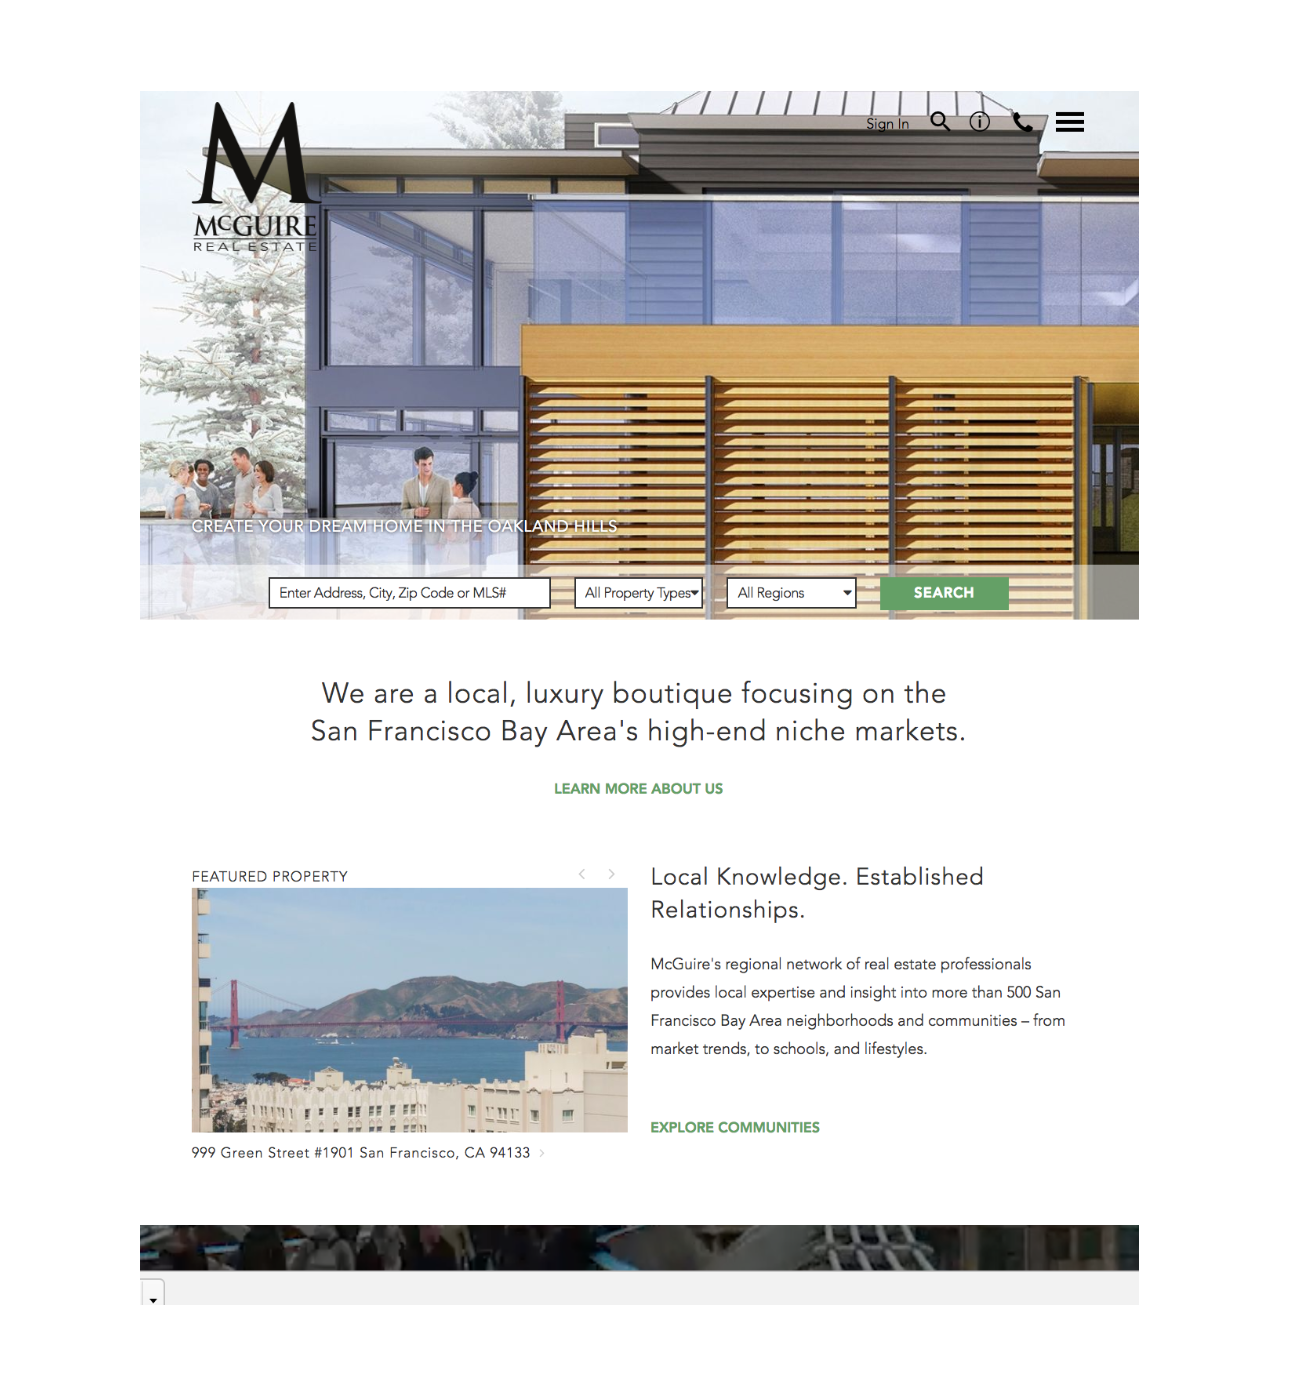 M
McGUIRE
REAL ESTATE
Sign In
CREATE YOUR DREAM HOME IN THE OAKLAND HILLS
Enter Address, City, Zip Code or MLS#
All Property Types
All Regions
SEARCH
We are a local, luxury boutique focusing on the
San Francisco Bay Area's high-end niche markets.
LEARN MORE ABOUT US
FEATURED PROPERTY
999 Green Street #1901 San Francisco, CA 94133
Local Knowledge. Established
Relationships.
McGuire's regional network of real estate professionals
provides local expertise and insight into more than 500 San
Francisco Bay Area neighborhoods and communities – from
market trends, to schools, and lifestyles.
EXPLORE COMMUNITIES